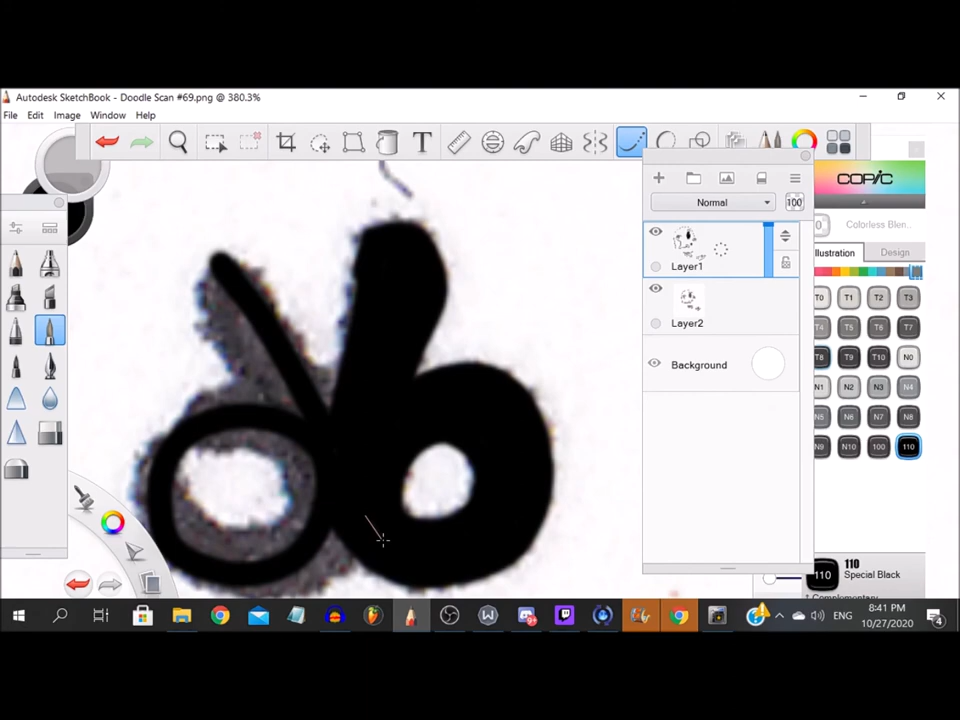 Autodesk SketchBook - Doodle Scan #69.png @ 380.3%
File Edit Image Window Help
T
COPIC
Normal 100
Colorless Blen...
Layer1
Illustration Design
T0 T1 T2 T3
Layer2
T4 T5 T6 T7
T8 T9 T10 N0
Background
N1 N2 N3 N4
N5 N6 N7 N8
N9 N10 100 110
110
110 Special Black
Complementary
ENG
8:41 PM
10/27/2020
4